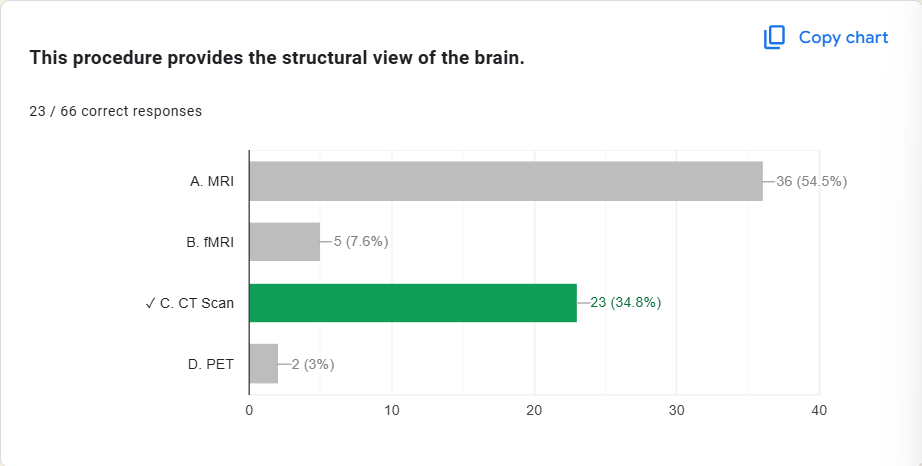 Copy chart
This procedure provides the structural view of the brain.
23 / 66 correct responses
A. MRI
36 (54.5%)
B. fMRI
5 (7.6%)
✓ C. CT Scan
23 (34.8%)
D. PET
2 (3%)
0 10 20 30 40